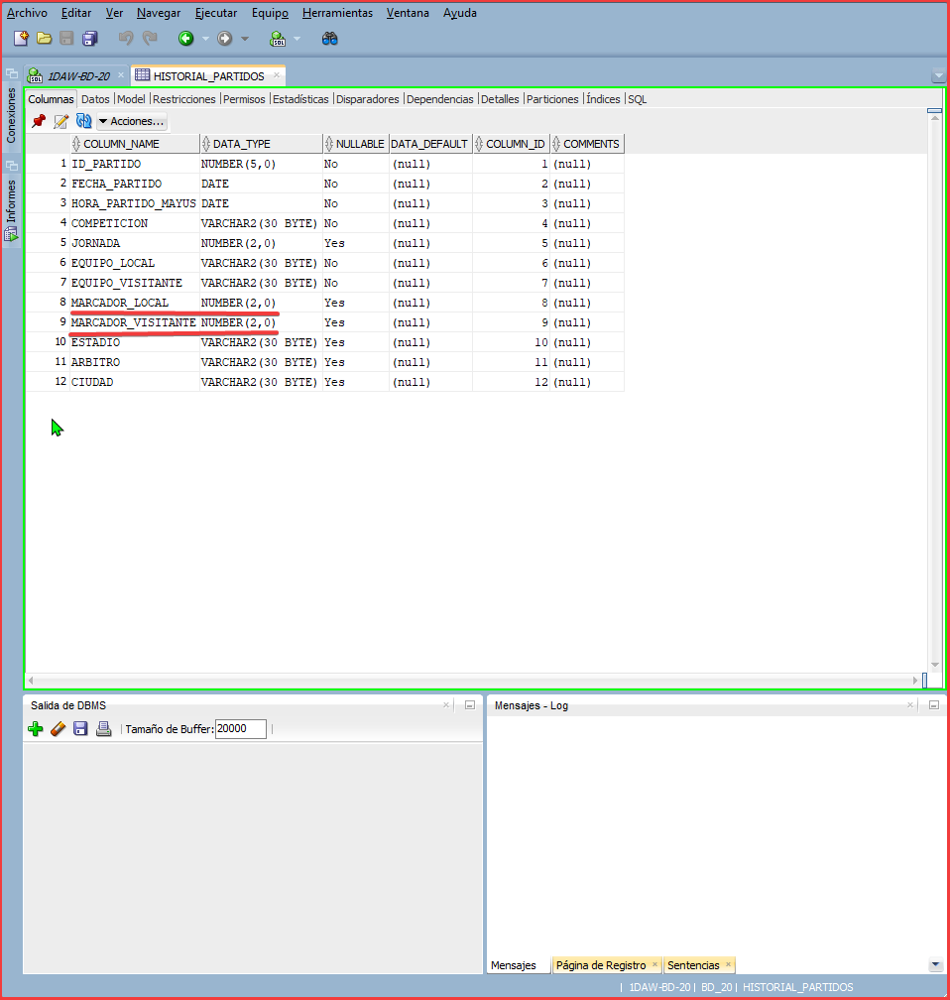 Archivo Editar Ver Navegar Ejecutar Equipo Herramientas Ventana Ayuda
SQL
SQL 1DAW-BD-20 × HISTORIAL_PARTIDOS ×
Conexiones
Informes
Columnas Datos Model Restricciones Permisos Estadísticas Disparadores Dependencias Detalles Particiones Índices SQL
Acciones...
COLUMN_NAME DATA_TYPE NULLABLE DATA_DEFAULT COLUMN_ID COMMENTS
1 ID_PARTIDO NUMBER(5,0) No (null) 1 (null)
2 FECHA_PARTIDO DATE No (null) 2 (null)
3 HORA_PARTIDO_MAYUS DATE No (null) 3 (null)
4 COMPETICION VARCHAR2(30 BYTE) No (null) 4 (null)
5 JORNADA NUMBER(2,0) Yes (null) 5 (null)
6 EQUIPO_LOCAL VARCHAR2(30 BYTE) No (null) 6 (null)
7 EQUIPO_VISITANTE VARCHAR2(30 BYTE) No (null) 7 (null)
8 MARCADOR_LOCAL NUMBER(2,0) Yes (null) 8 (null)
9 MARCADOR_VISITANTE NUMBER(2,0) Yes (null) 9 (null)
10 ESTADIO VARCHAR2(30 BYTE) Yes (null) 10 (null)
11 ARBITRO VARCHAR2(30 BYTE) Yes (null) 11 (null)
12 CIUDAD VARCHAR2(30 BYTE) Yes (null) 12 (null)
Salida de DBMS
Tamaño de Buffer: 20000
Mensajes - Log
Mensajes Página de Registro × Sentencias ×
| 1DAW-BD-20 | BD_20 | HISTORIAL_PARTIDOS